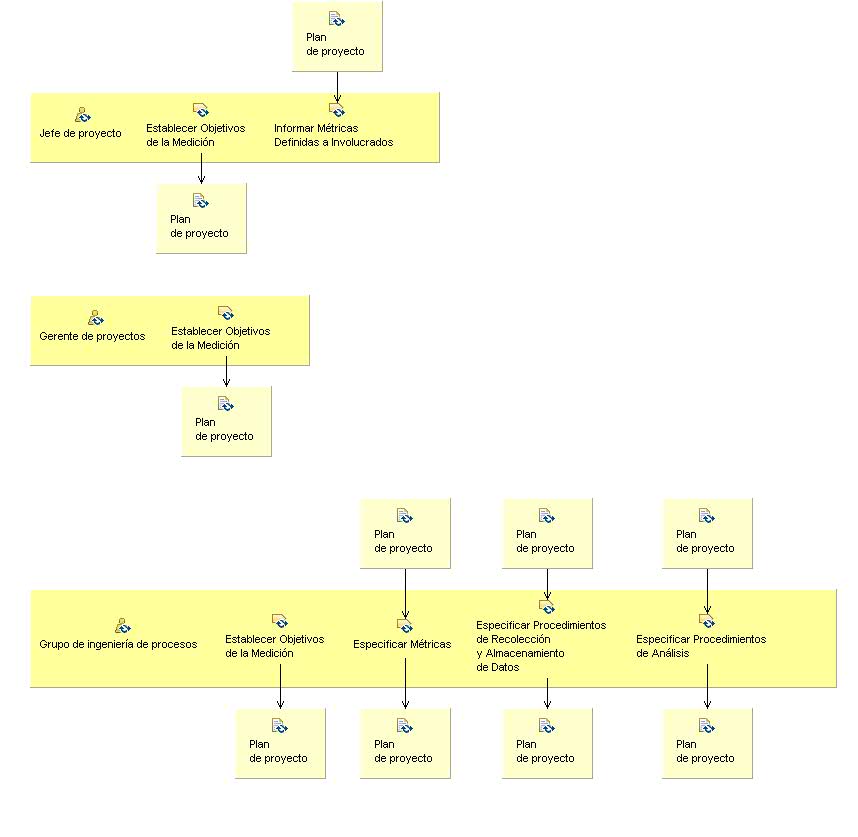 Plan
de proyecto
Jefe de proyecto
Establecer Objetivos
de la Medición
Informar Métricas
Definidas a Involucrados
Plan
de proyecto
Gerente de proyectos
Establecer Objetivos
de la Medición
Plan
de proyecto
Plan
de proyecto
Plan
de proyecto
Plan
de proyecto
Grupo de ingeniería de procesos
Establecer Objetivos
de la Medición
Especificar Métricas
Especificar Procedimientos
de Recolección
y Almacenamiento
de Datos
Especificar Procedimientos
de Análisis
Plan
de proyecto
Plan
de proyecto
Plan
de proyecto
Plan
de proyecto